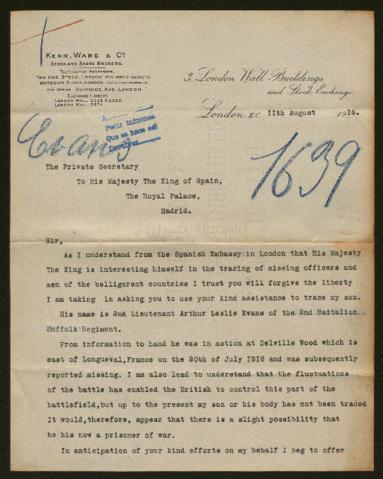 KERR, WARE & Co
STOCK AND SHARE BROKERS.
TELEGRAPHIC ADDRESSES,
LONDON
3, London Wall Buildings
and Stock Exchange,
London, E.C. 11th August 1916.
Pedir informes
Evans
1639
The Private Secretary
To His Majesty The King of Spain,
The Royal Palace,
Madrid.
Sir,
As I understand from the Spanish Embassy in London that His Majesty
The King is interesting himself in the tracing of missing officers and
men of the belligerent countries I trust you will forgive the liberty
I am taking in asking you to use your kind assistance to trace my son.
His name is 2nd Lieutenant Arthur Leslie Evans of the 2nd Battalion
Suffolk Regiment.
From information to hand he was in action at Delville Wood which is
east of Longueval, France on the 20th of July 1916 and was subsequently
reported missing. I am also lead to understand that the fluctuations
of the battle has enabled the British to control this part of the
battlefield, but up to the present my son or his body has not been traced
It would, therefore, appear that there is a slight possibility that
he his now a prisoner of war.
In anticipation of your kind efforts on my behalf I beg to offer